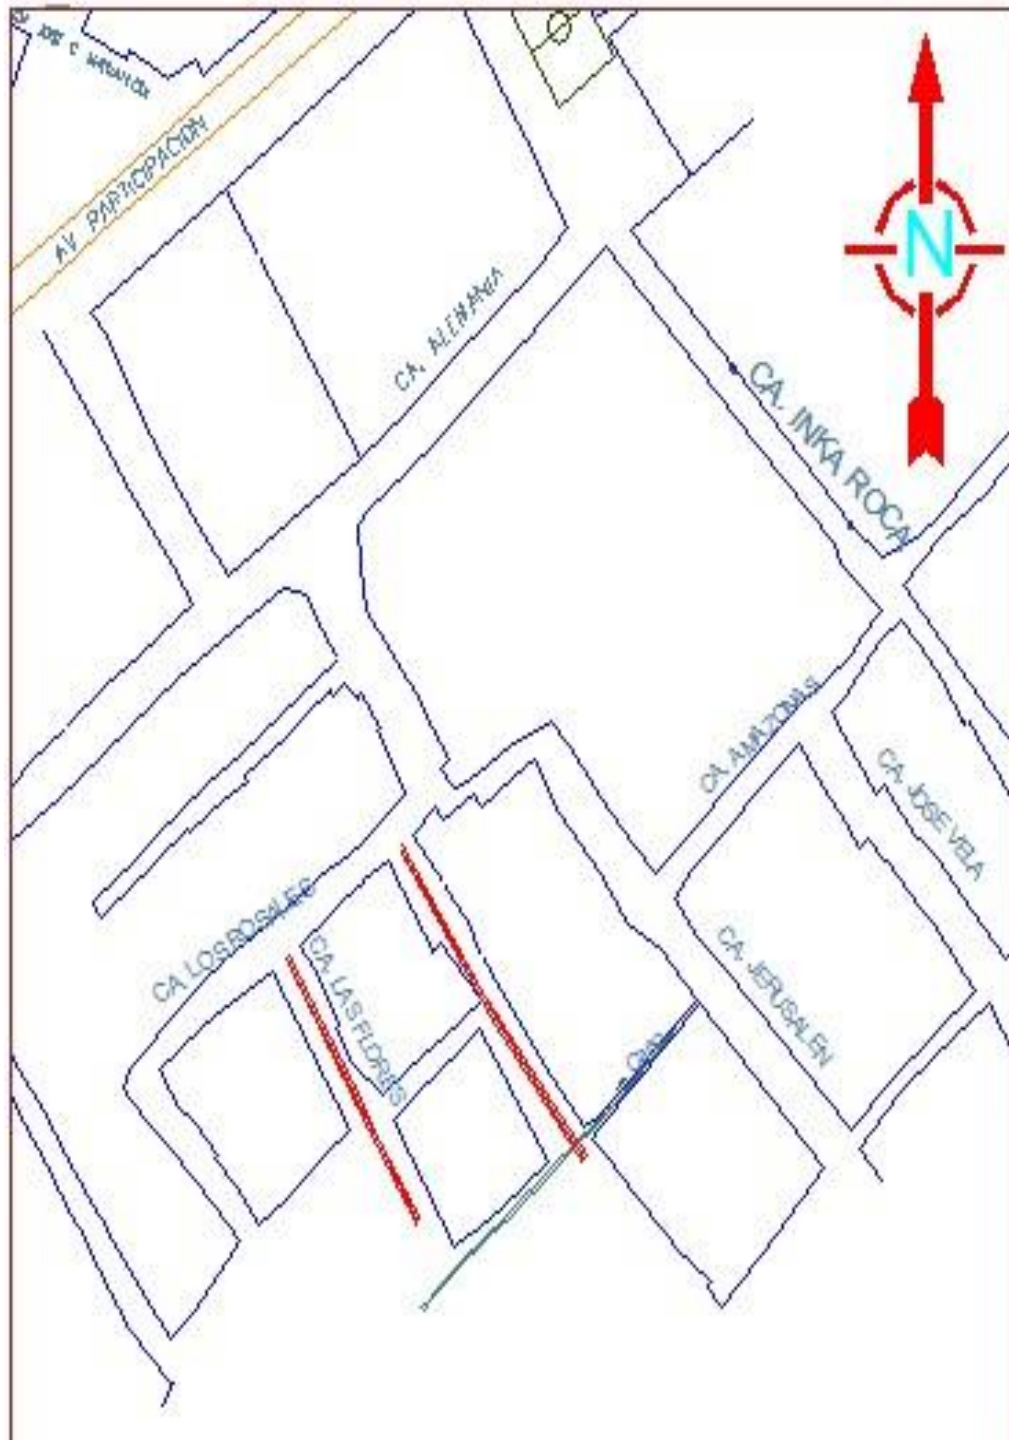 AV. PARTICIPACION
CA. ALEMANIA
N
CA. INKA ROCA
CA. AMAZONAS
CA. JOSE VELA
CA. LOS ROSALES
CA. LAS FLORES
CA. JERUSALEN